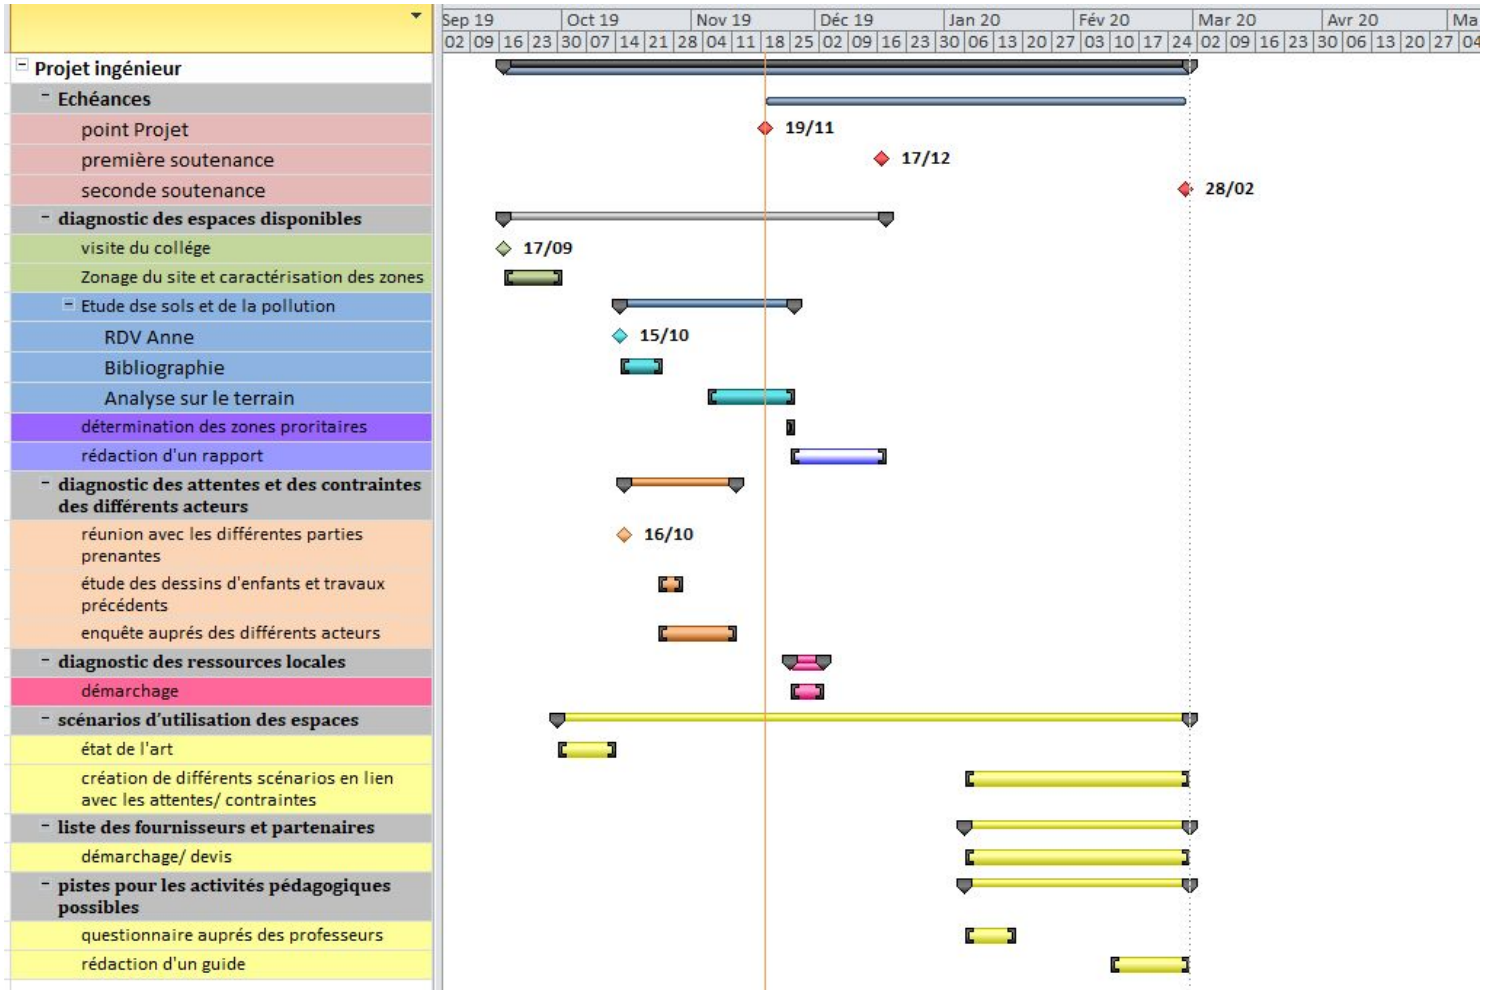 Sep 19 Oct 19 Nov 19 Déc 19 Jan 20 Fév 20 Mar 20 Avr 20 Ma
02 09 16 23 30 07 14 21 28 04 11 18 25 02 09 16 23 30 06 13 20 27 03 10 17 24 02 09 16 23 30 06 13 20 27 04
Projet ingénieur
Echéances
point Projet 19/11
première soutenance 17/12
seconde soutenance 28/02
diagnostic des espaces disponibles
visite du collége 17/09
Zonage du site et caractérisation des zones
Etude dse sols et de la pollution
RDV Anne 15/10
Bibliographie
Analyse sur le terrain
détermination des zones proritaires
rédaction d'un rapport
diagnostic des attentes et des contraintes
des différents acteurs
réunion avec les différentes parties 16/10
prenantes
étude des dessins d'enfants et travaux
précédents
enquête auprés des différents acteurs
diagnostic des ressources locales
démarchage
scénarios d'utilisation des espaces
état de l'art
création de différents scénarios en lien
avec les attentes/ contraintes
liste des fournisseurs et partenaires
démarchage/ devis
pistes pour les activités pédagogiques
possibles
questionnaire auprés des professeurs
rédaction d'un guide